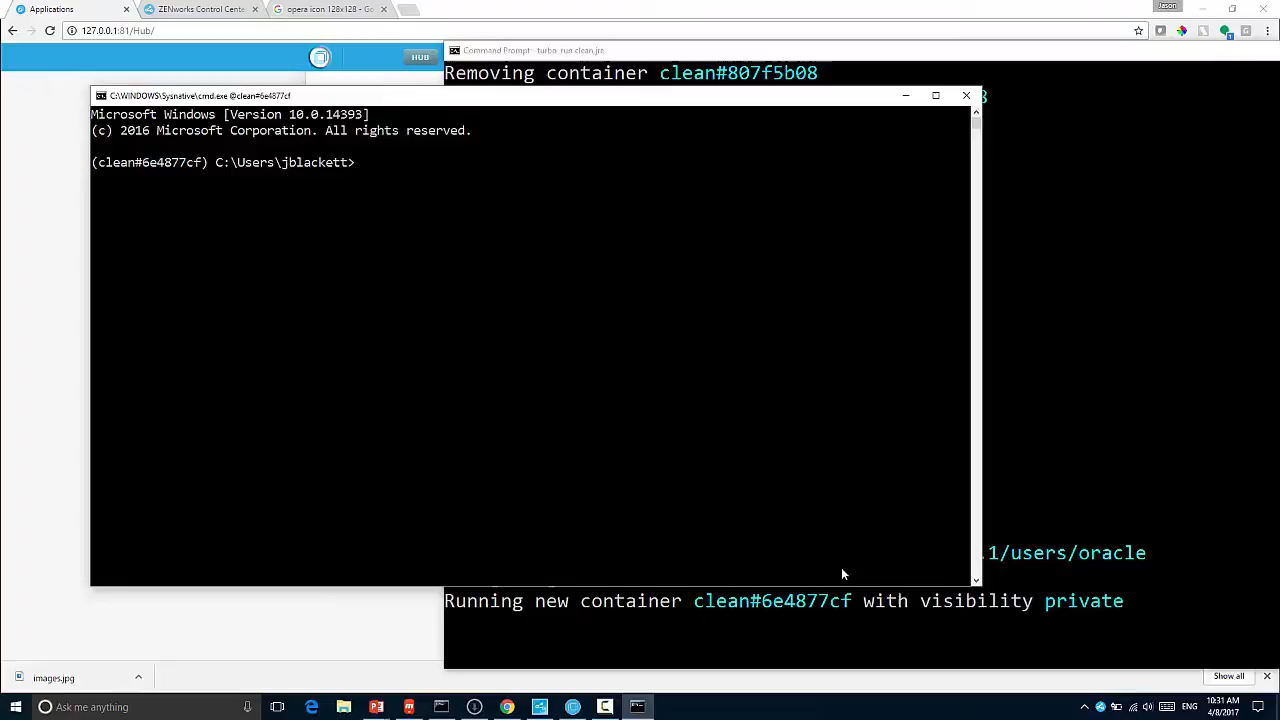 Applications
ZENworks Control Cente
opera icon 128x128 - Go
Jason
127.0.0.1:81/Hub/
HUB
Command Prompt - turbo run clean,jre
Removing container clean#807f5b08
C:\WINDOWS\Sysnative\cmd.exe @clean#6e4877cf
Microsoft Windows [Version 10.0.14393]
(c) 2016 Microsoft Corporation. All rights reserved.
(clean#6e4877cf) C:\Users\jblackett>
.1/users/oracle
Running new container clean#6e4877cf with visibility private
images.jpg
Show all
Ask me anything
ENG
10:31 AM
4/8/2017